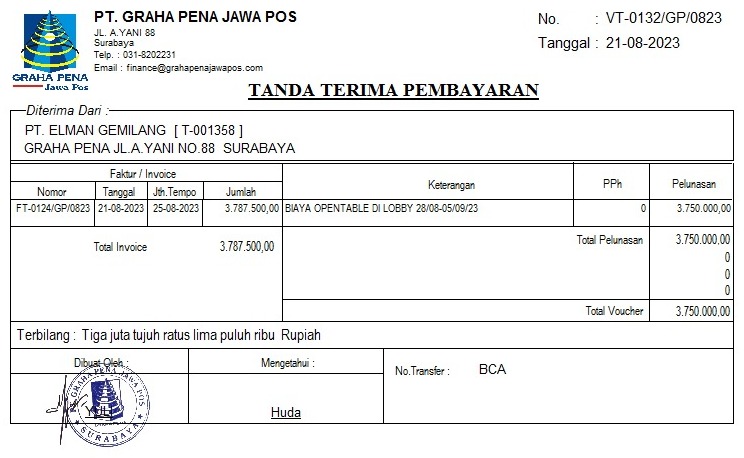 PT. GRAHA PENA JAWA POS
JL. A.YANI 88
Surabaya
Telp. : 031-8202231
Email : finance@grahapenajawapos.com
GRAHA PENA
Jawa Pos
No. : VT-0132/GP/0823
Tanggal : 21-08-2023
TANDA TERIMA PEMBAYARAN
Diterima Dari :
PT. ELMAN GEMILANG [ T-001358 ]
GRAHA PENA JL.A.YANI NO.88 SURABAYA
Faktur / Invoice Keterangan PPh Pelunasan
Nomor Tanggal Jth.Tempo Jumlah
FT-0124/GP/0823 21-08-2023 25-08-2023 3.787.500,00 BIAYA OPENTABLE DI LOBBY 28/08-05/09/23 0 3.750.000,00
Total Invoice 3.787.500,00 Total Pelunasan 3.750.000,00
0
0
0
Total Voucher 3.750.000,00
Terbilang : Tiga juta tujuh ratus lima puluh ribu Rupiah
Dibuat Oleh : Mengetahui : No.Transfer : BCA
PT. GRAHA PENA JAWA POS
SURABAYA
Huda